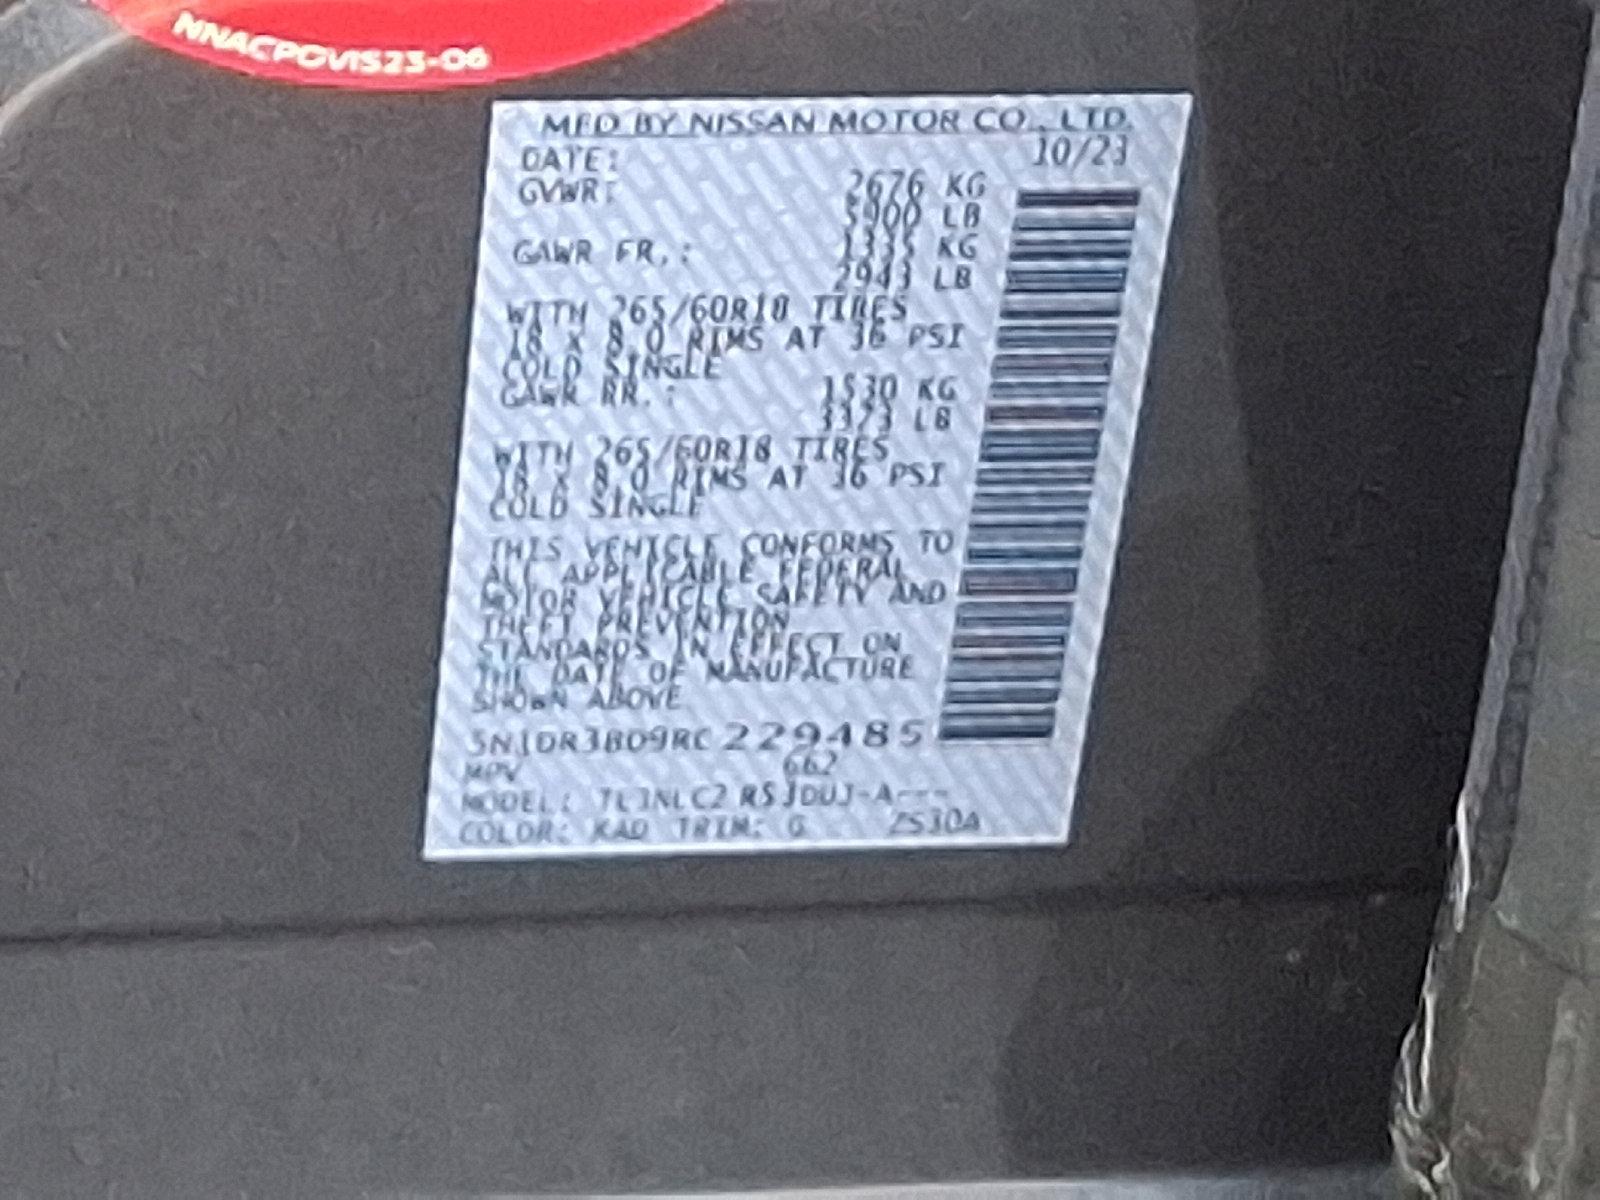 NNACPGVIS23-06
MFD BY NISSAN MOTOR CO., LTD.
DATE: 10/23
GVWR: 2676 KG
5900 LB
GAWR FR.: 1335 KG
2943 LB
WITH 265/60R18 TIRES
18 X 8.0 RIMS AT 36 PSI
COLD SINGLE
GAWR RR.: 1530 KG
3373 LB
WITH 265/60R18 TIRES
18 X 8.0 RIMS AT 36 PSI
COLD SINGLE
THIS VEHICLE CONFORMS TO
ALL APPLICABLE FEDERAL
MOTOR VEHICLE SAFETY AND
THEFT PREVENTION
STANDARDS IN EFFECT ON
THE DATE OF MANUFACTURE
SHOWN ABOVE
5N1DR3BD9RC229485
MPV 662
MODEL:
COLOR: KAD TRIM: G ZS30A